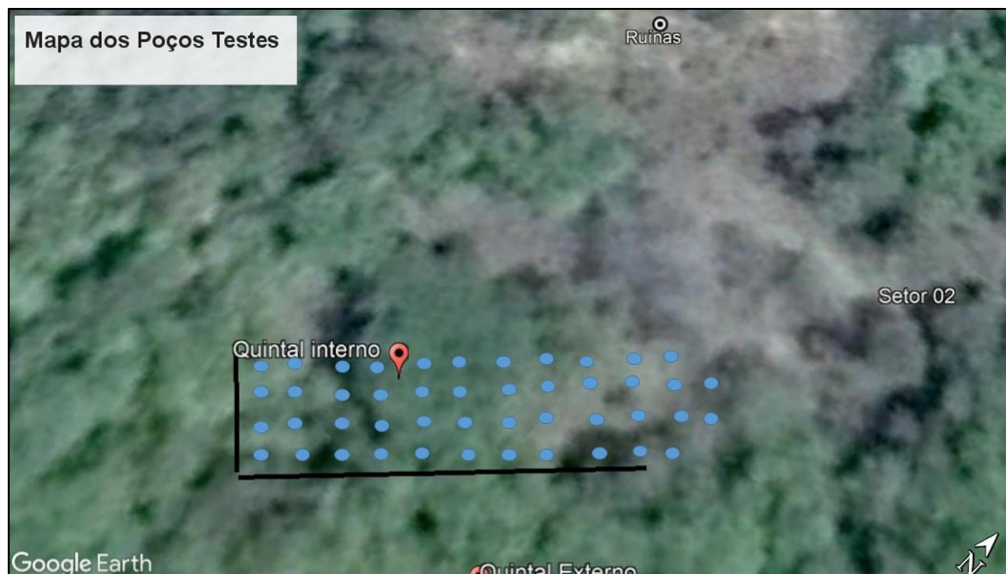 Mapa dos Poços Testes
Ruínas
Setor 02
Quintal interno
Quintal Externo
Google Earth
N